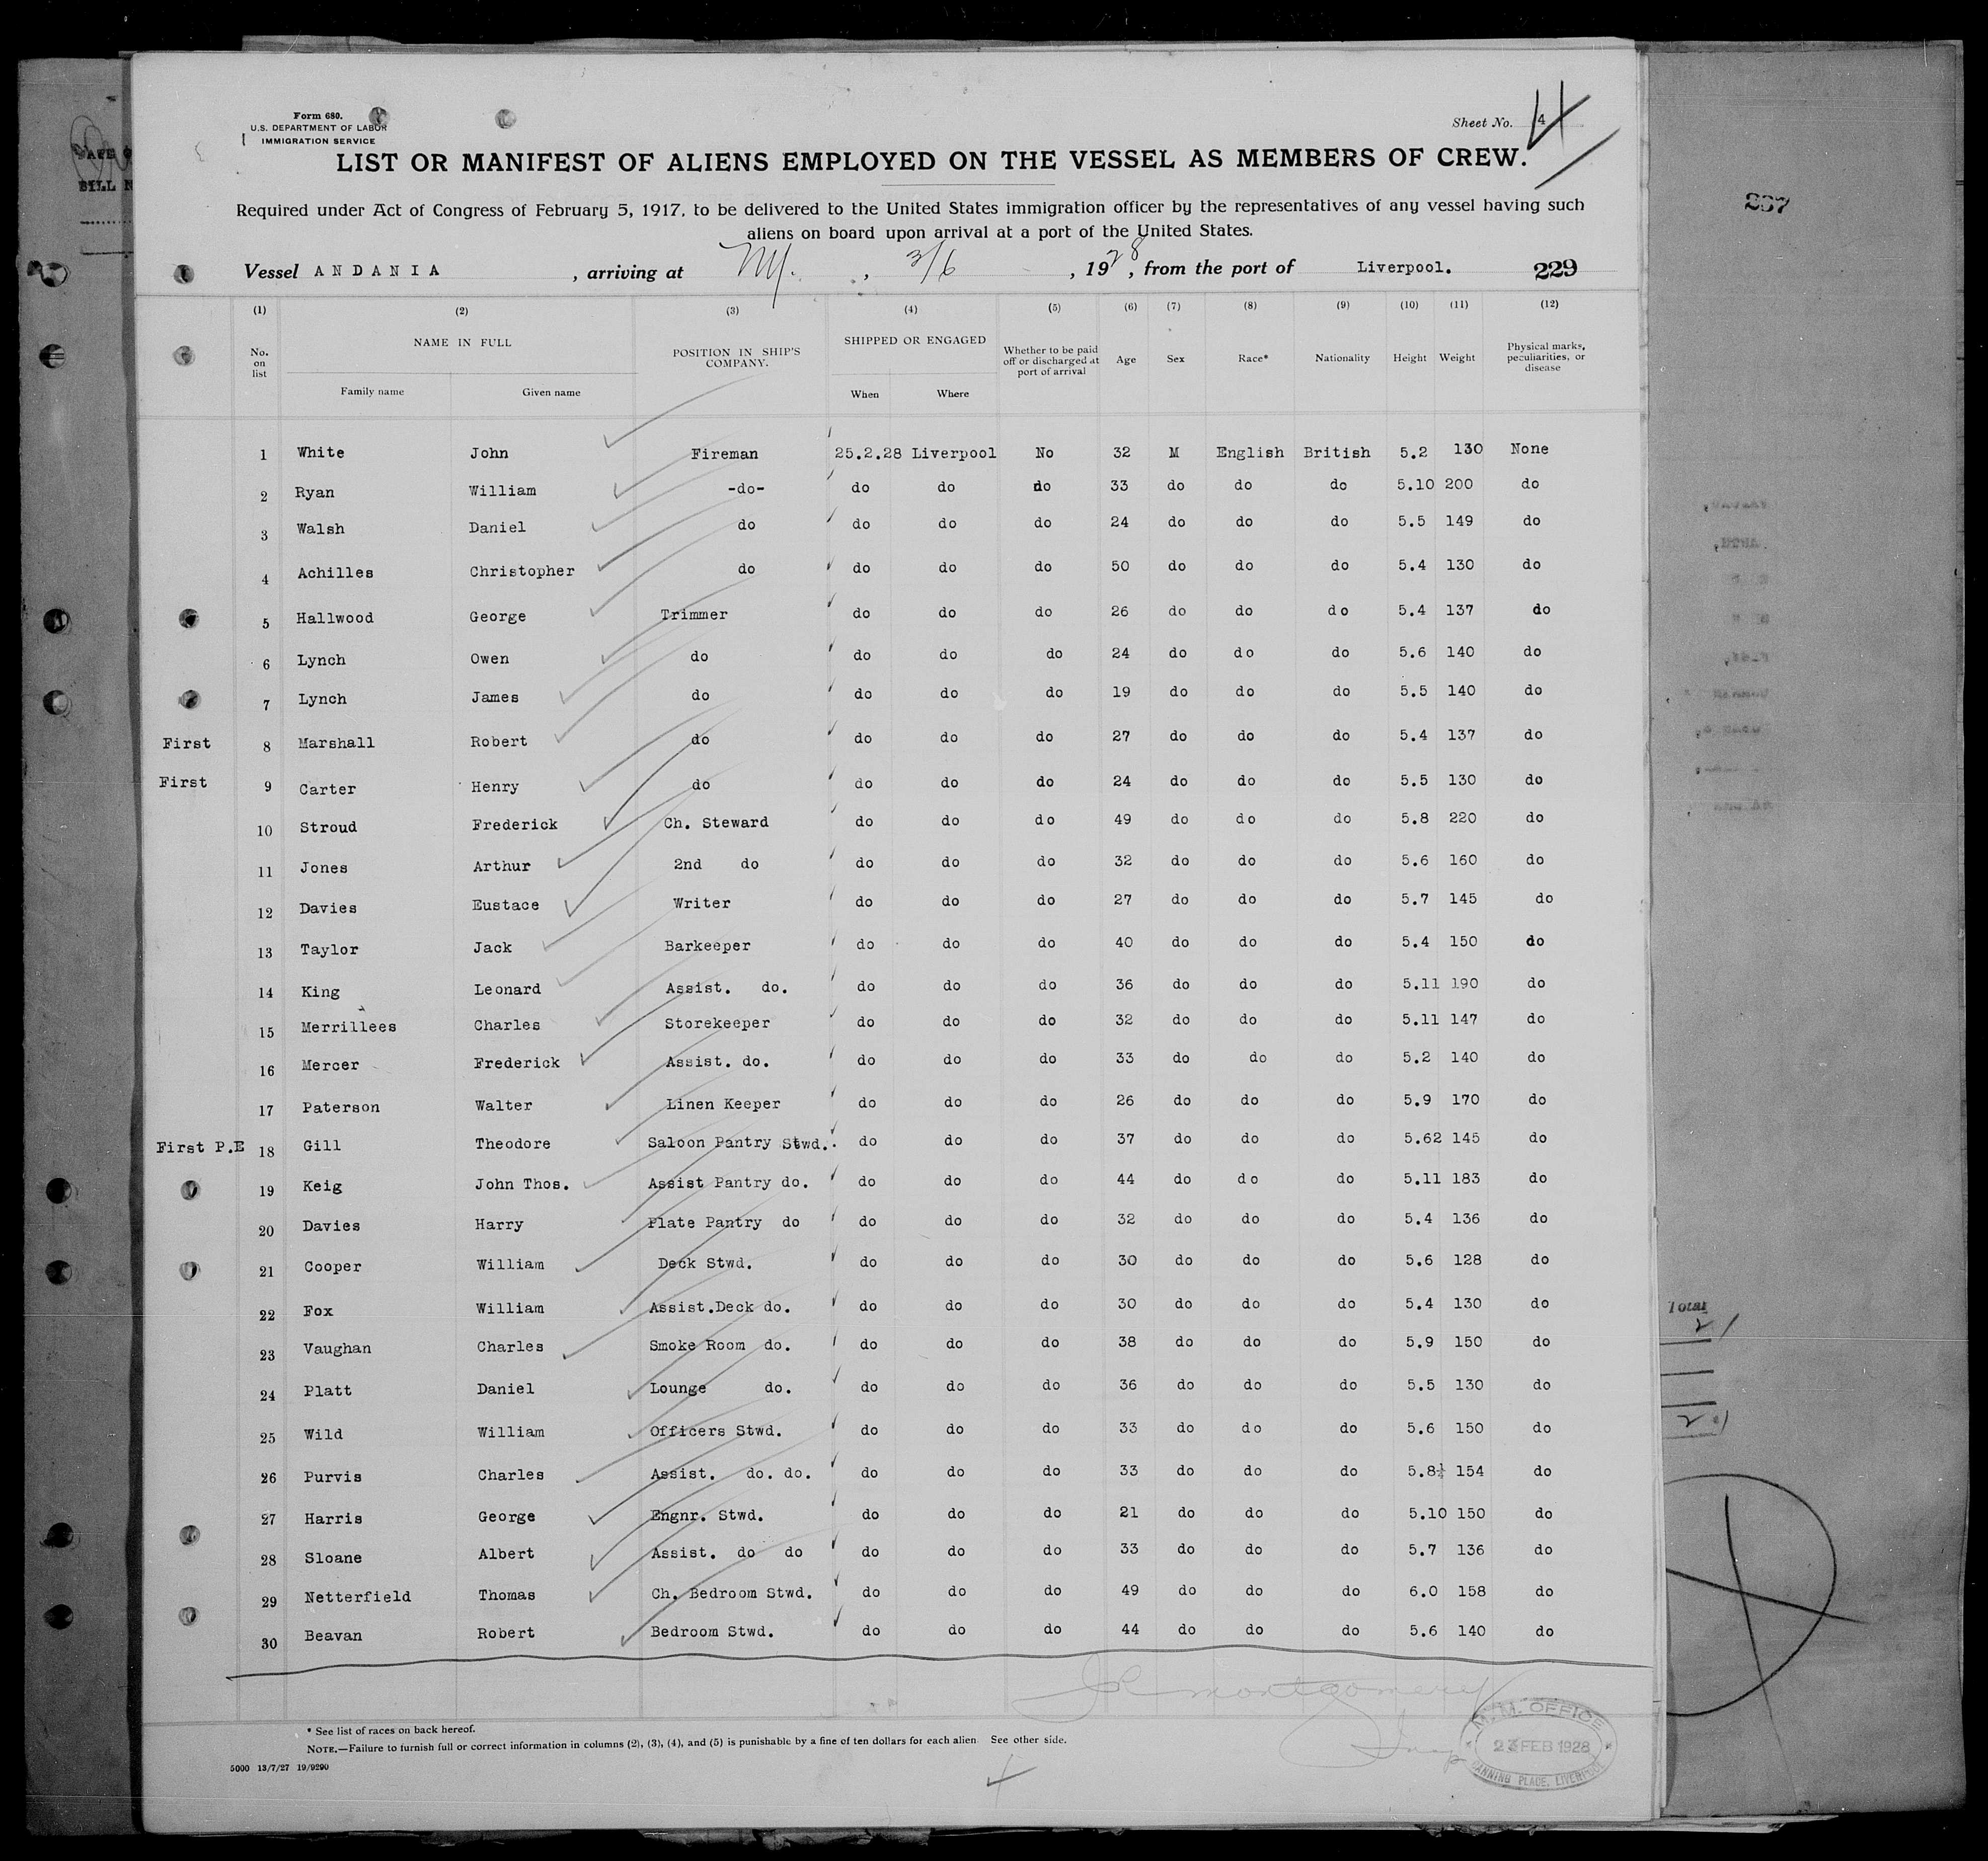 Form 680.
U.S. DEPARTMENT OF LABOR
IMMIGRATION SERVICE
Sheet No. 4
4
LIST OR MANIFEST OF ALIENS EMPLOYED ON THE VESSEL AS MEMBERS OF CREW.
Required under Act of Congress of February 5, 1917, to be delivered to the United States immigration officer by the representatives of any vessel having such
aliens on board upon arrival at a port of the United States.
Vessel ANDANIA, arriving at NY., 3/6, 1928, from the port of Liverpool. 229
237
(1) (2) (3) (4) (5) (6) (7) (8) (9) (10) (11) (12)
No. on list NAME IN FULL Family name Given name POSITION IN SHIP'S COMPANY. SHIPPED OR ENGAGED When Where Whether to be paid off or discharged at port of arrival Age Sex Race* Nationality Height Weight Physical marks, peculiarities, or disease
1 White John Fireman 25.2.28 Liverpool No 32 M English British 5.2 130 None
2 Ryan William -do- do do do 33 do do do 5.10 200 do
3 Walsh Daniel do do do do 24 do do do 5.5 149 do
4 Achilles Christopher do do do do 50 do do do 5.4 130 do
5 Hallwood George Trimmer do do do 26 do do do 5.4 137 do
6 Lynch Owen do do do do 24 do do do 5.6 140 do
7 Lynch James do do do do 19 do do do 5.5 140 do
First 8 Marshall Robert do do do do 27 do do do 5.4 137 do
First 9 Carter Henry do do do do 24 do do do 5.5 130 do
10 Stroud Frederick Ch. Steward do do do 49 do do do 5.8 220 do
11 Jones Arthur 2nd do do do do 32 do do do 5.6 160 do
12 Davies Eustace Writer do do do 27 do do do 5.7 145 do
13 Taylor Jack Barkeeper do do do 40 do do do 5.4 150 do
14 King Leonard Assist. do. do do do 36 do do do 5.11 190 do
15 Merrillees Charles Storekeeper do do do 32 do do do 5.11 147 do
16 Mercer Frederick Assist. do. do do do 33 do do do 5.2 140 do
17 Paterson Walter Linen Keeper do do do 26 do do do 5.9 170 do
First P.E 18 Gill Theodore Saloon Pantry Stwd. do do do 37 do do do 5.62 145 do
19 Keig John Thos. Assist Pantry do. do do do 44 do do do 5.11 183 do
20 Davies Harry Plate Pantry do do do do 32 do do do 5.4 136 do
21 Cooper William Deck Stwd. do do do 30 do do do 5.6 128 do
22 Fox William Assist.Deck do. do do do 30 do do do 5.4 130 do
23 Vaughan Charles Smoke Room do. do do do 38 do do do 5.9 150 do
24 Platt Daniel Lounge do. do do do 36 do do do 5.5 130 do
25 Wild William Officers Stwd. do do do 33 do do do 5.6 150 do
26 Purvis Charles Assist. do. do. do do do 33 do do do 5.8½ 154 do
27 Harris George Engnr. Stwd. do do do 21 do do do 5.10 150 do
28 Sloane Albert Assist. do do do do do 33 do do do 5.7 136 do
29 Netterfield Thomas Ch. Bedroom Stwd. do do do 49 do do do 6.0 158 do
30 Beavan Robert Bedroom Stwd. do do do 44 do do do 5.6 140 do
Total
21
21
Montgomery
M.M. OFFICE
23 FEB 1928
CANNING PLACE, LIVERPOOL
* See list of races on back hereof.
NOTE.—Failure to furnish full or correct information in columns (2), (3), (4), and (5) is punishable by a fine of ten dollars for each alien See other side.
5000 13/7/27 19/9290